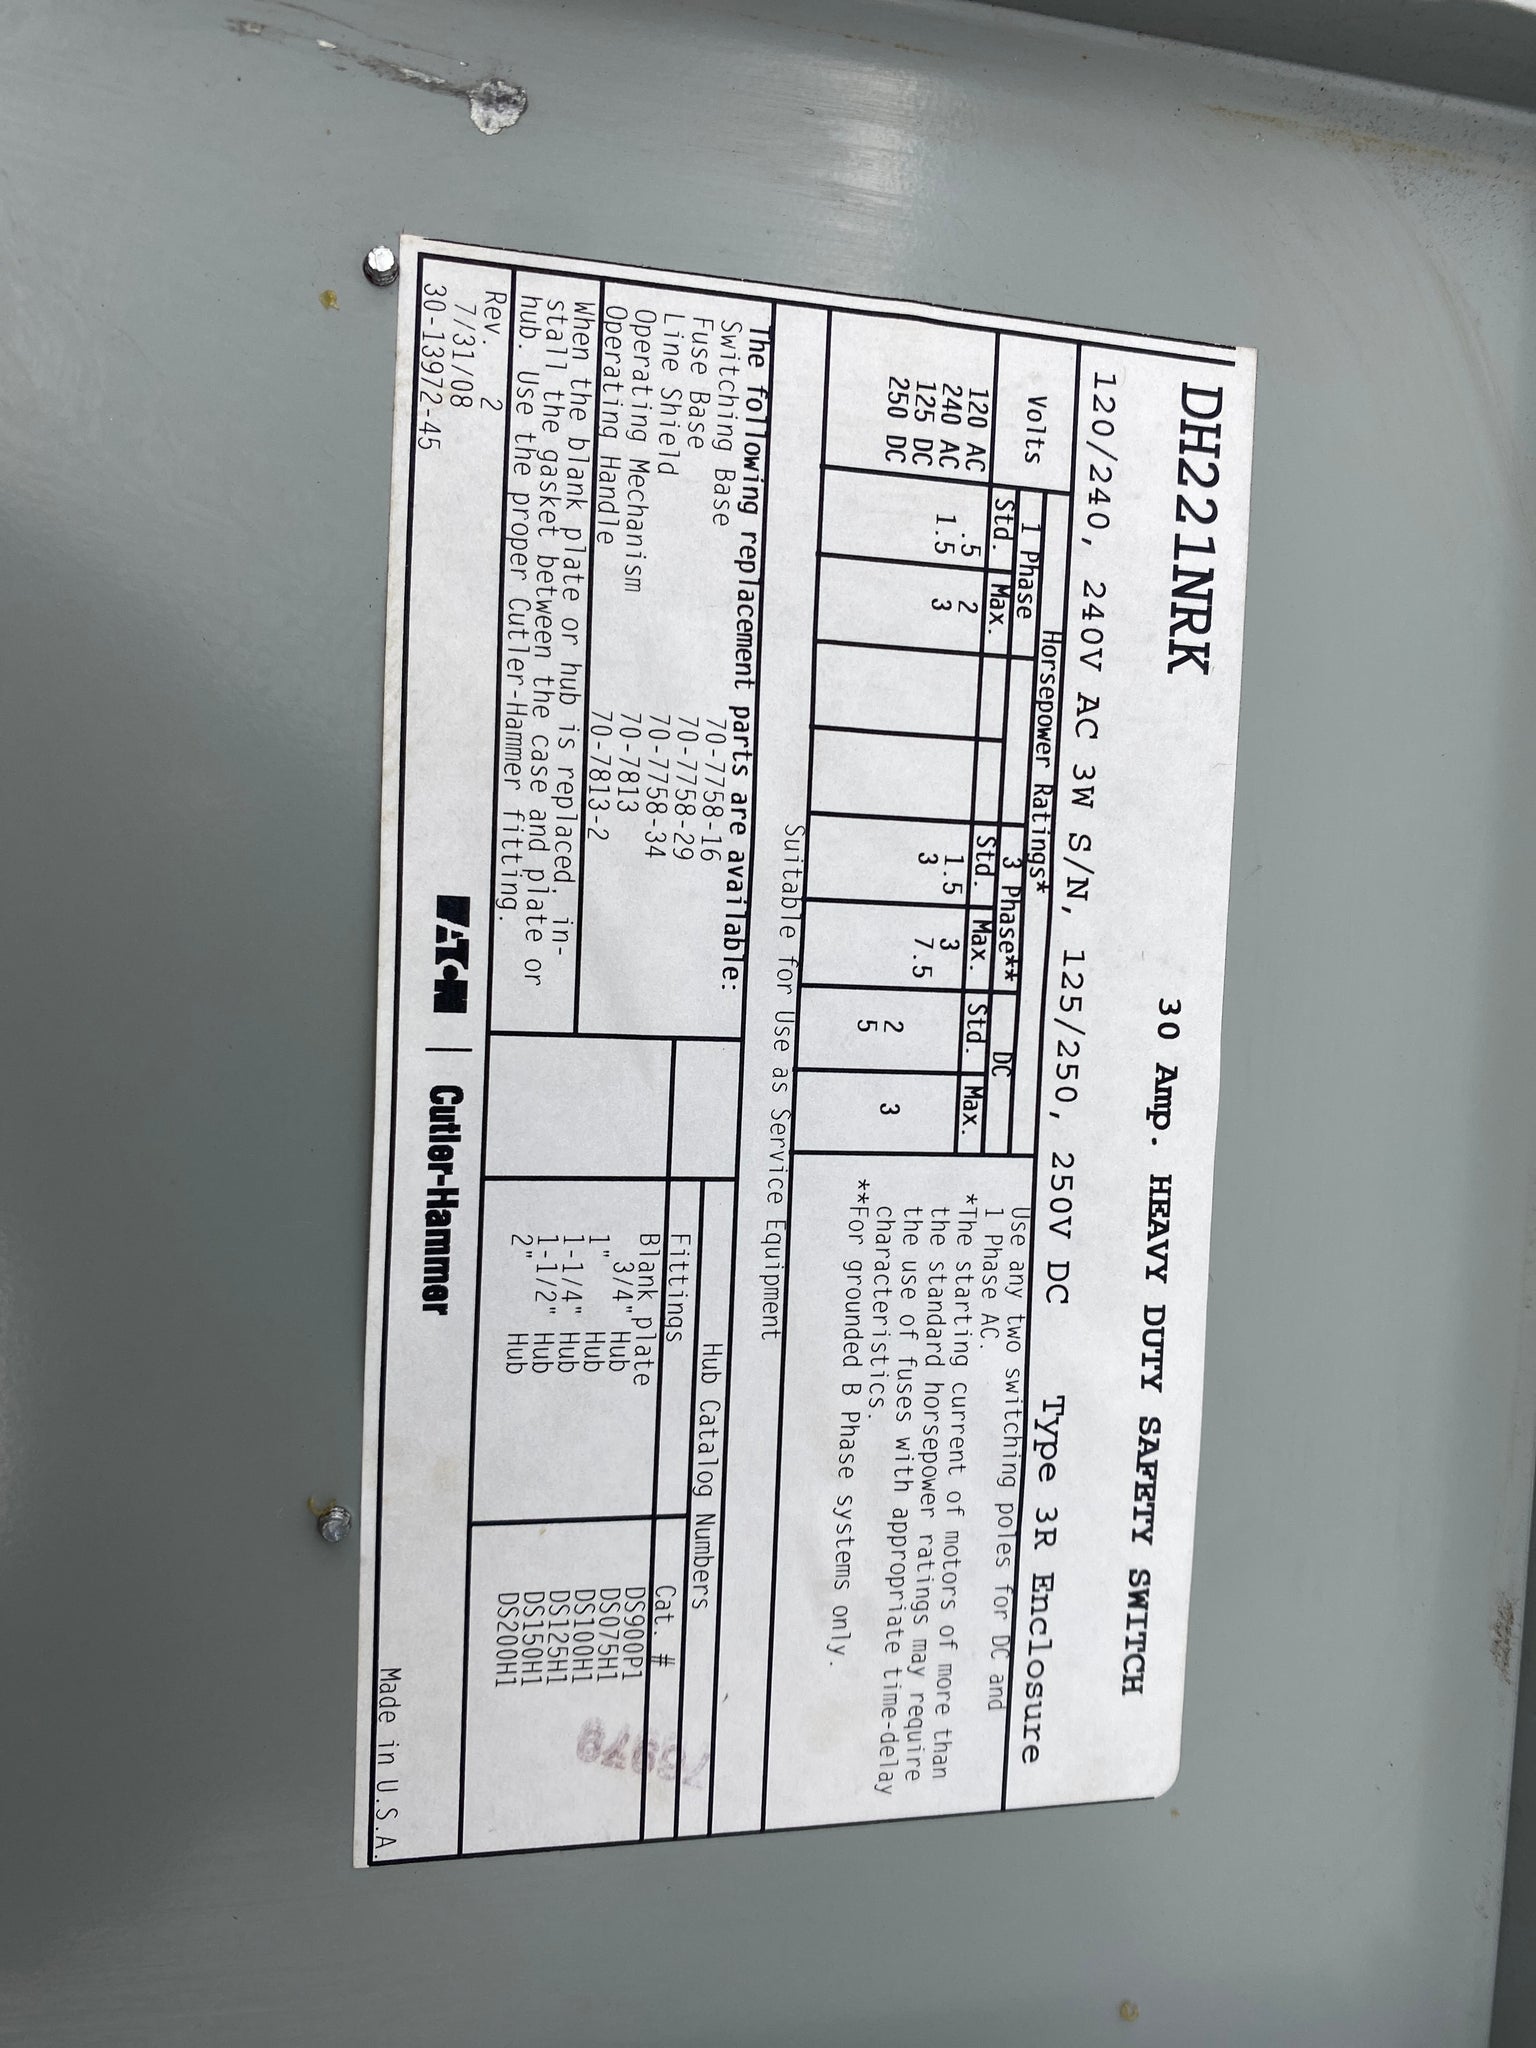 DH221NRK
30 Amp. HEAVY DUTY SAFETY SWITCH
120/240, 240V AC 3W S/N, 125/250, 250V DC Type 3R Enclosure
Horsepower Ratings*
Volts 1 Phase 3 Phase** DC
Std. Max. Std. Max. Std. Max.
120 AC .5 2 1.5 3
240 AC 1.5 3 3 7.5
125 DC 2 3
250 DC 5
Use any two switching poles for DC and
1 Phase AC.
*The starting current of motors of more than
the standard horsepower ratings may require
the use of fuses with appropriate time-delay
characteristics.
**For grounded B Phase systems only.
Suitable for Use as Service Equipment
The following replacement parts are available:
Switching Base 70-7758-16
Fuse Base 70-7758-29
Line Shield 70-7758-34
Operating Mechanism 70-7813
Operating Handle 70-7813-2
When the blank plate or hub is replaced, in-
stall the gasket between the case and plate or
hub. Use the proper Cutler-Hammer fitting.
Hub Catalog Numbers
Fittings Cat. #
Blank plate DS900P1
3/4" Hub DS075H1
1" Hub DS100H1
1-1/4" Hub DS125H1
1-1/2" Hub DS150H1
2" Hub DS200H1
Rev. 2
7/31/08
30-13972-45
EATON | Cutler-Hammer
Made in U.S.A.